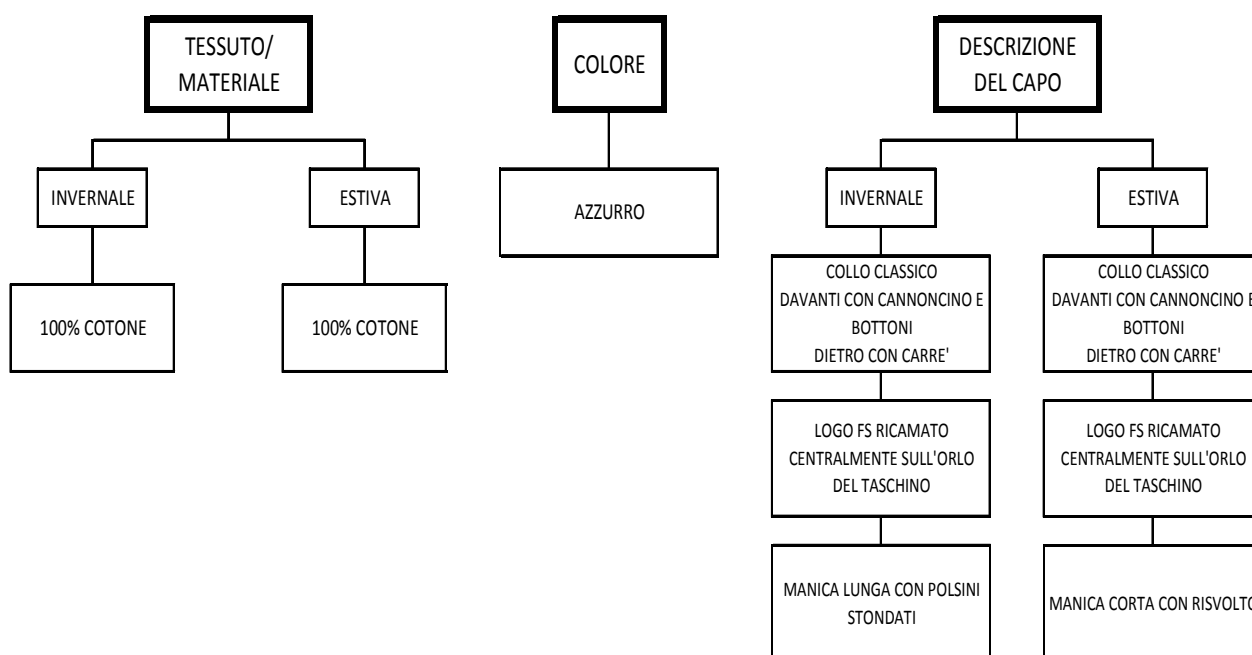 TESSUTO/
MATERIALE
COLORE
DESCRIZIONE
DEL CAPO
INVERNALE
ESTIVA
AZZURRO
INVERNALE
ESTIVA
100% COTONE
100% COTONE
COLLO CLASSICO
DAVANTI CON CANNONCINO E
BOTTONI
DIETRO CON CARRE'
COLLO CLASSICO
DAVANTI CON CANNONCINO E
BOTTONI
DIETRO CON CARRE'
LOGO FS RICAMATO
CENTRALMENTE SULL'ORLO
DEL TASCHINO
LOGO FS RICAMATO
CENTRALMENTE SULL'ORLO
DEL TASCHINO
MANICA LUNGA CON POLSINI
STONDATI
MANICA CORTA CON RISVOLTO